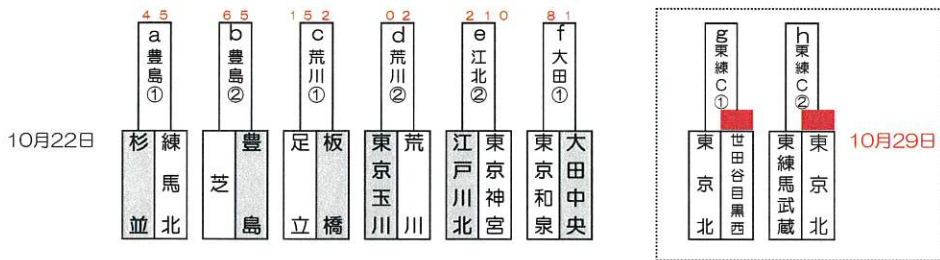 4 5
6 5
1 5 2
0 2
2 1 0
8 1
a 豊島①
b 豊島②
c 荒川①
d 荒川②
e 江北②
f 大田①
g 東練C①
h 東練C②
10月22日
杉並
練馬北
芝
豊島
足立
板橋
東京玉川
荒川
江戸川北
東京神宮
東京和泉
大田中央
東京北
世田谷目黒西
東練馬武蔵
東京北
10月29日